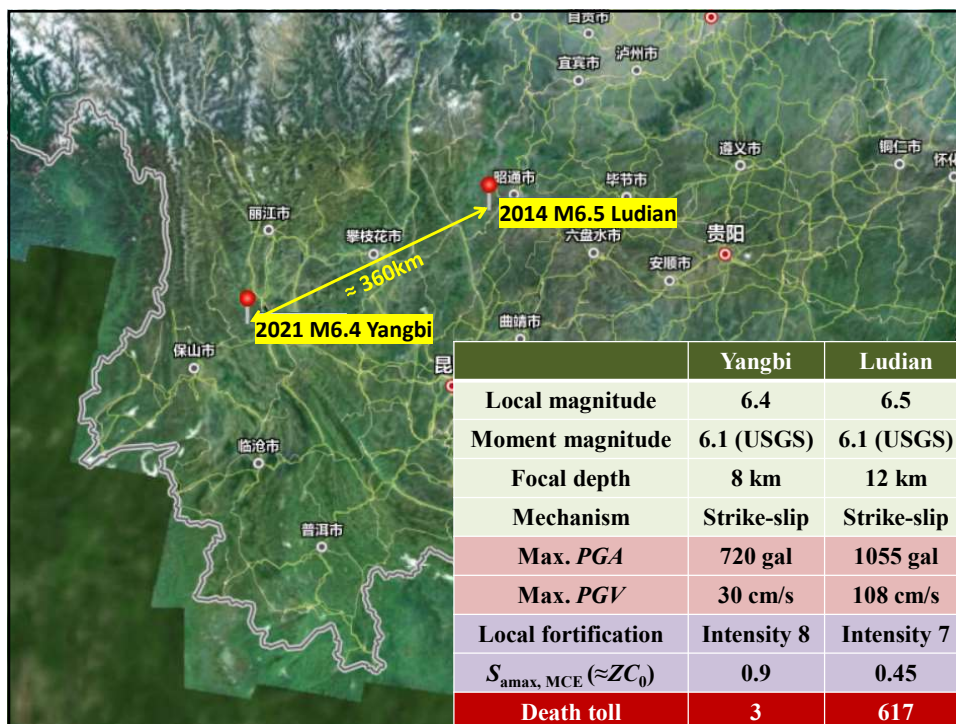 自贡市
泸州市
宜宾市
遵义市
铜仁市
怀化
昭通市
毕节市
2014 M6.5 Ludian
丽江市
攀枝花市
六盘水市
贵阳
≈ 360km
安顺市
2021 M6.4 Yangbi
曲靖市
保山市
昆
临沧市
普洱市
Yangbi Ludian
Local magnitude 6.4 6.5
Moment magnitude 6.1 (USGS) 6.1 (USGS)
Focal depth 8 km 12 km
Mechanism Strike-slip Strike-slip
Max. PGA 720 gal 1055 gal
Max. PGV 30 cm/s 108 cm/s
Local fortification Intensity 8 Intensity 7
Samax, MCE (≈ZC0) 0.9 0.45
Death toll 3 617